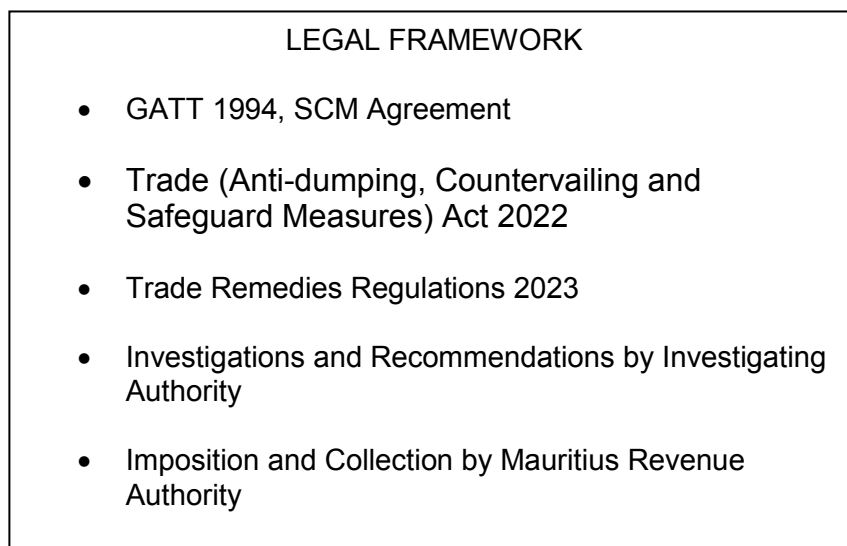 LEGAL FRAMEWORK
• GATT 1994, SCM Agreement
• Trade (Anti-dumping, Countervailing and
Safeguard Measures) Act 2022
• Trade Remedies Regulations 2023
• Investigations and Recommendations by Investigating
Authority
• Imposition and Collection by Mauritius Revenue
Authority